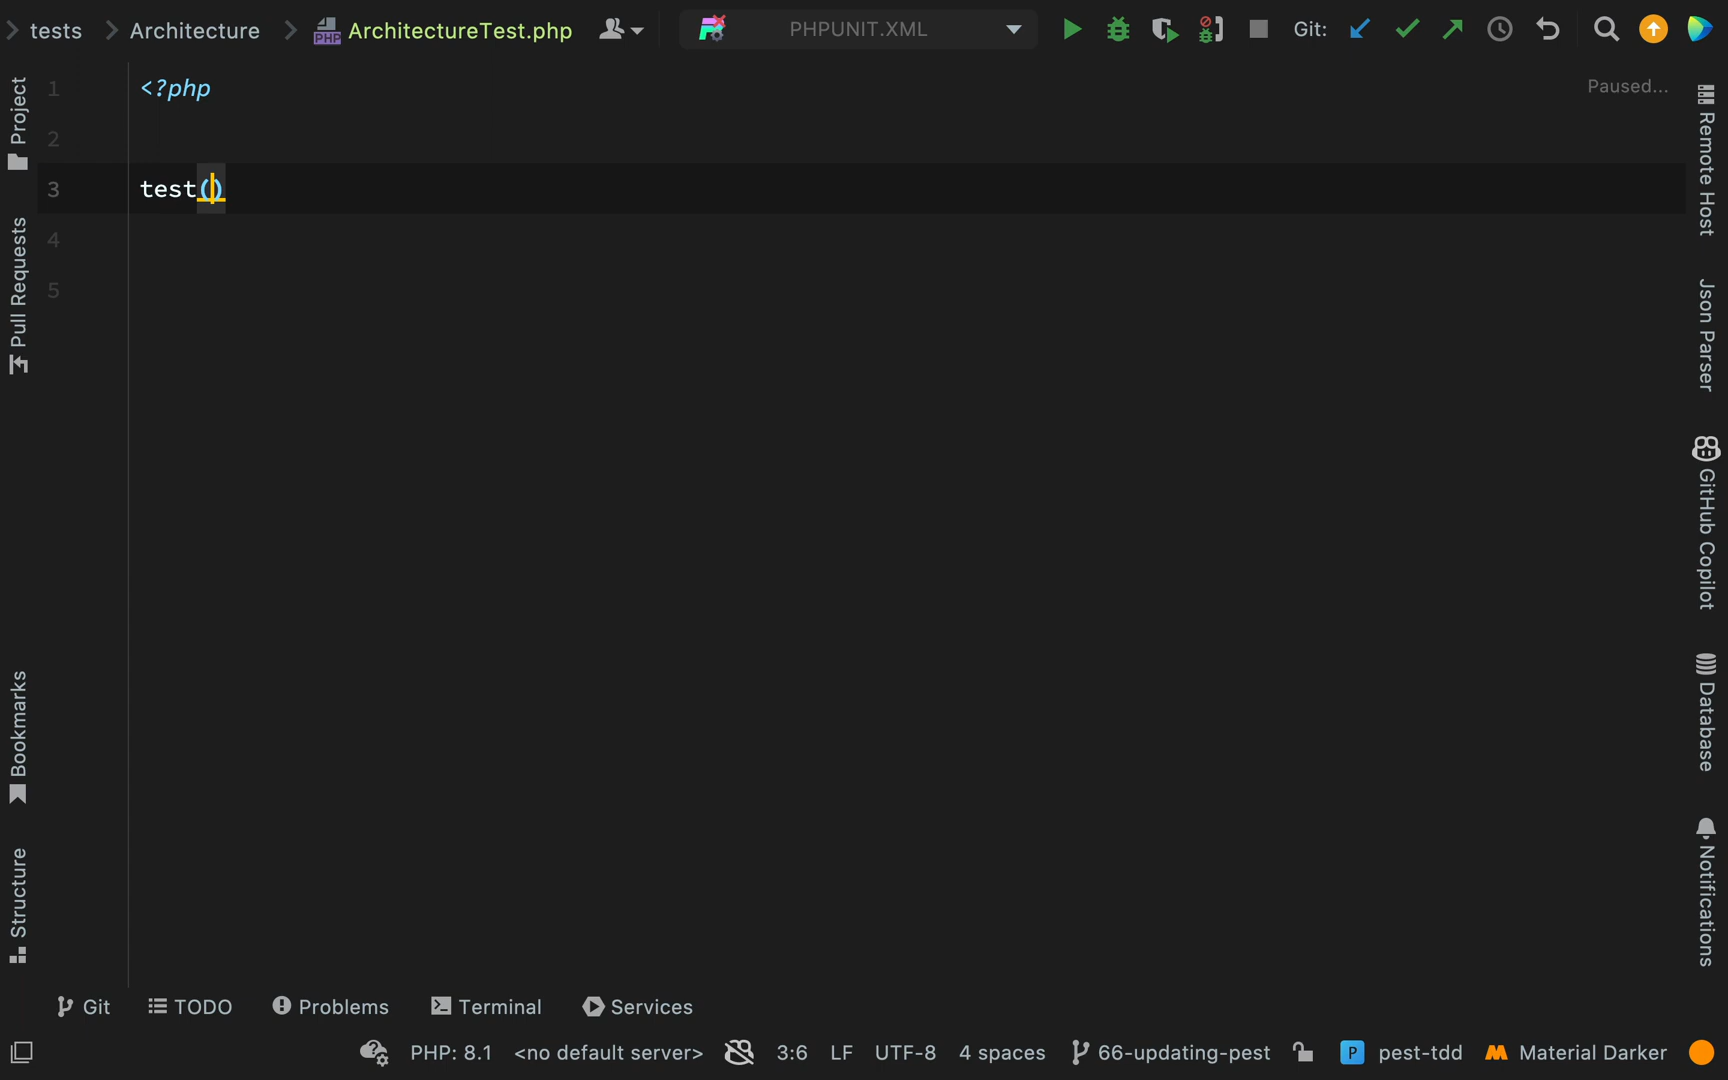 tests Architecture ArchitectureTest.php PHPUNIT.XML Git:
1 <?php
Paused...
2
3 test()
4
5
Project
Pull Requests
Bookmarks
Structure
Remote Host
Json Parser
GitHub Copilot
Database
Notifications
Git TODO Problems Terminal Services
PHP: 8.1 <no default server> 3:6 LF UTF-8 4 spaces 66-updating-pest P pest-tdd Material Darker